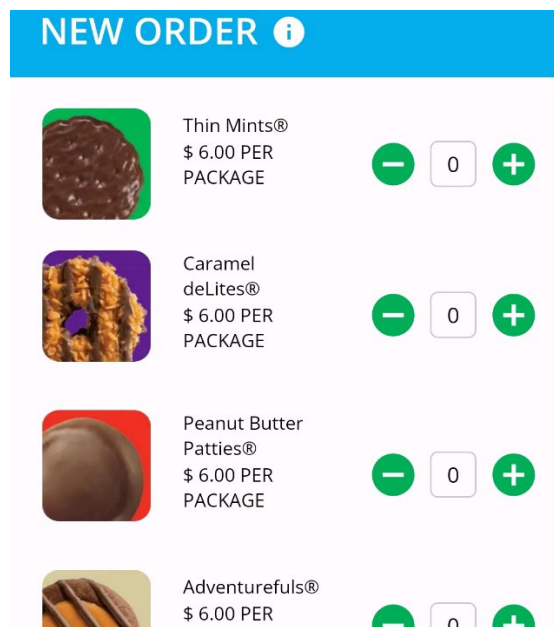 NEW ORDER
Thin Mints®
$ 6.00 PER
PACKAGE
0
Caramel
deLites®
$ 6.00 PER
PACKAGE
0
Peanut Butter
Patties®
$ 6.00 PER
PACKAGE
0
Adventurefuls®
$ 6.00 PER
0